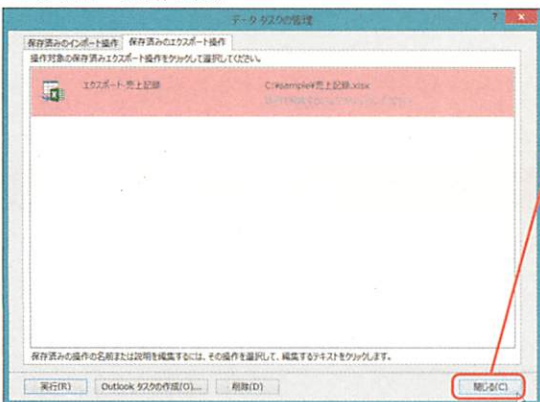 データ タスクの管理
?
×
保存済みのインポート操作
保存済みのエクスポート操作
操作対象の保存済みエクスポート操作をクリックして選択してください。
エクスポート-売上記録
C:¥sample¥売上記録.xlsx
保存済みの操作の名前または説明を編集するには、その操作を選択して、編集するテキストをクリックします。
実行(R)
Outlook タスクの作成(O)...
削除(D)
閉じる(C)